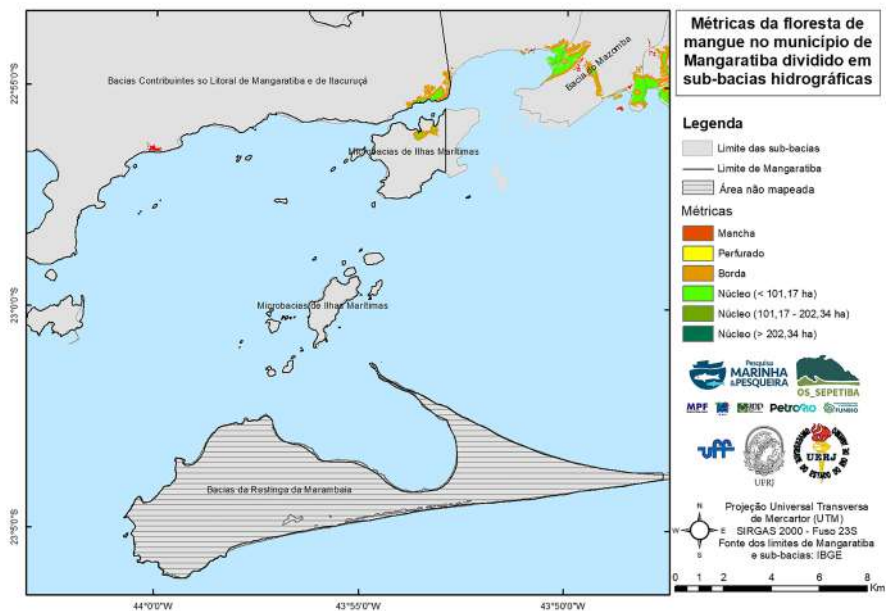 Métricas da floresta de
mangue no município de
Mangaratiba dividido em
sub-bacias hidrográficas
Legenda
Limite das sub-bacias
Limite de Mangaratiba
Área não mapeada
Métricas
Mancha
Perfurado
Borda
Núcleo (< 101,17 ha)
Núcleo (101,17 - 202,34 ha)
Núcleo (> 202,34 ha)
Pesquisa
MARINHA
&PESQUEIRA
OS_SEPETIBA
MPF
PetroRio
FUNBIO
uff
UFRJ
UERJ
N
W
E
S
Projeção Universal Transversa
de Mercartor (UTM)
SIRGAS 2000 - Fuso 23S
Fonte dos limites de Mangaratiba
e sub-bacias: IBGE
0 1 2 4 6 8
Km
Bacias Contribuintes so Litoral de Mangaratiba e de Itacuruçá
Bacia do Mazomba
Microbacias de Ilhas Marítimas
Microbacias de Ilhas Marítimas
Bacias da Restinga da Marambaia
22°55'0"S
23°0'0"S
23°5'0"S
44°0'0"W
43°55'0"W
43°50'0"W